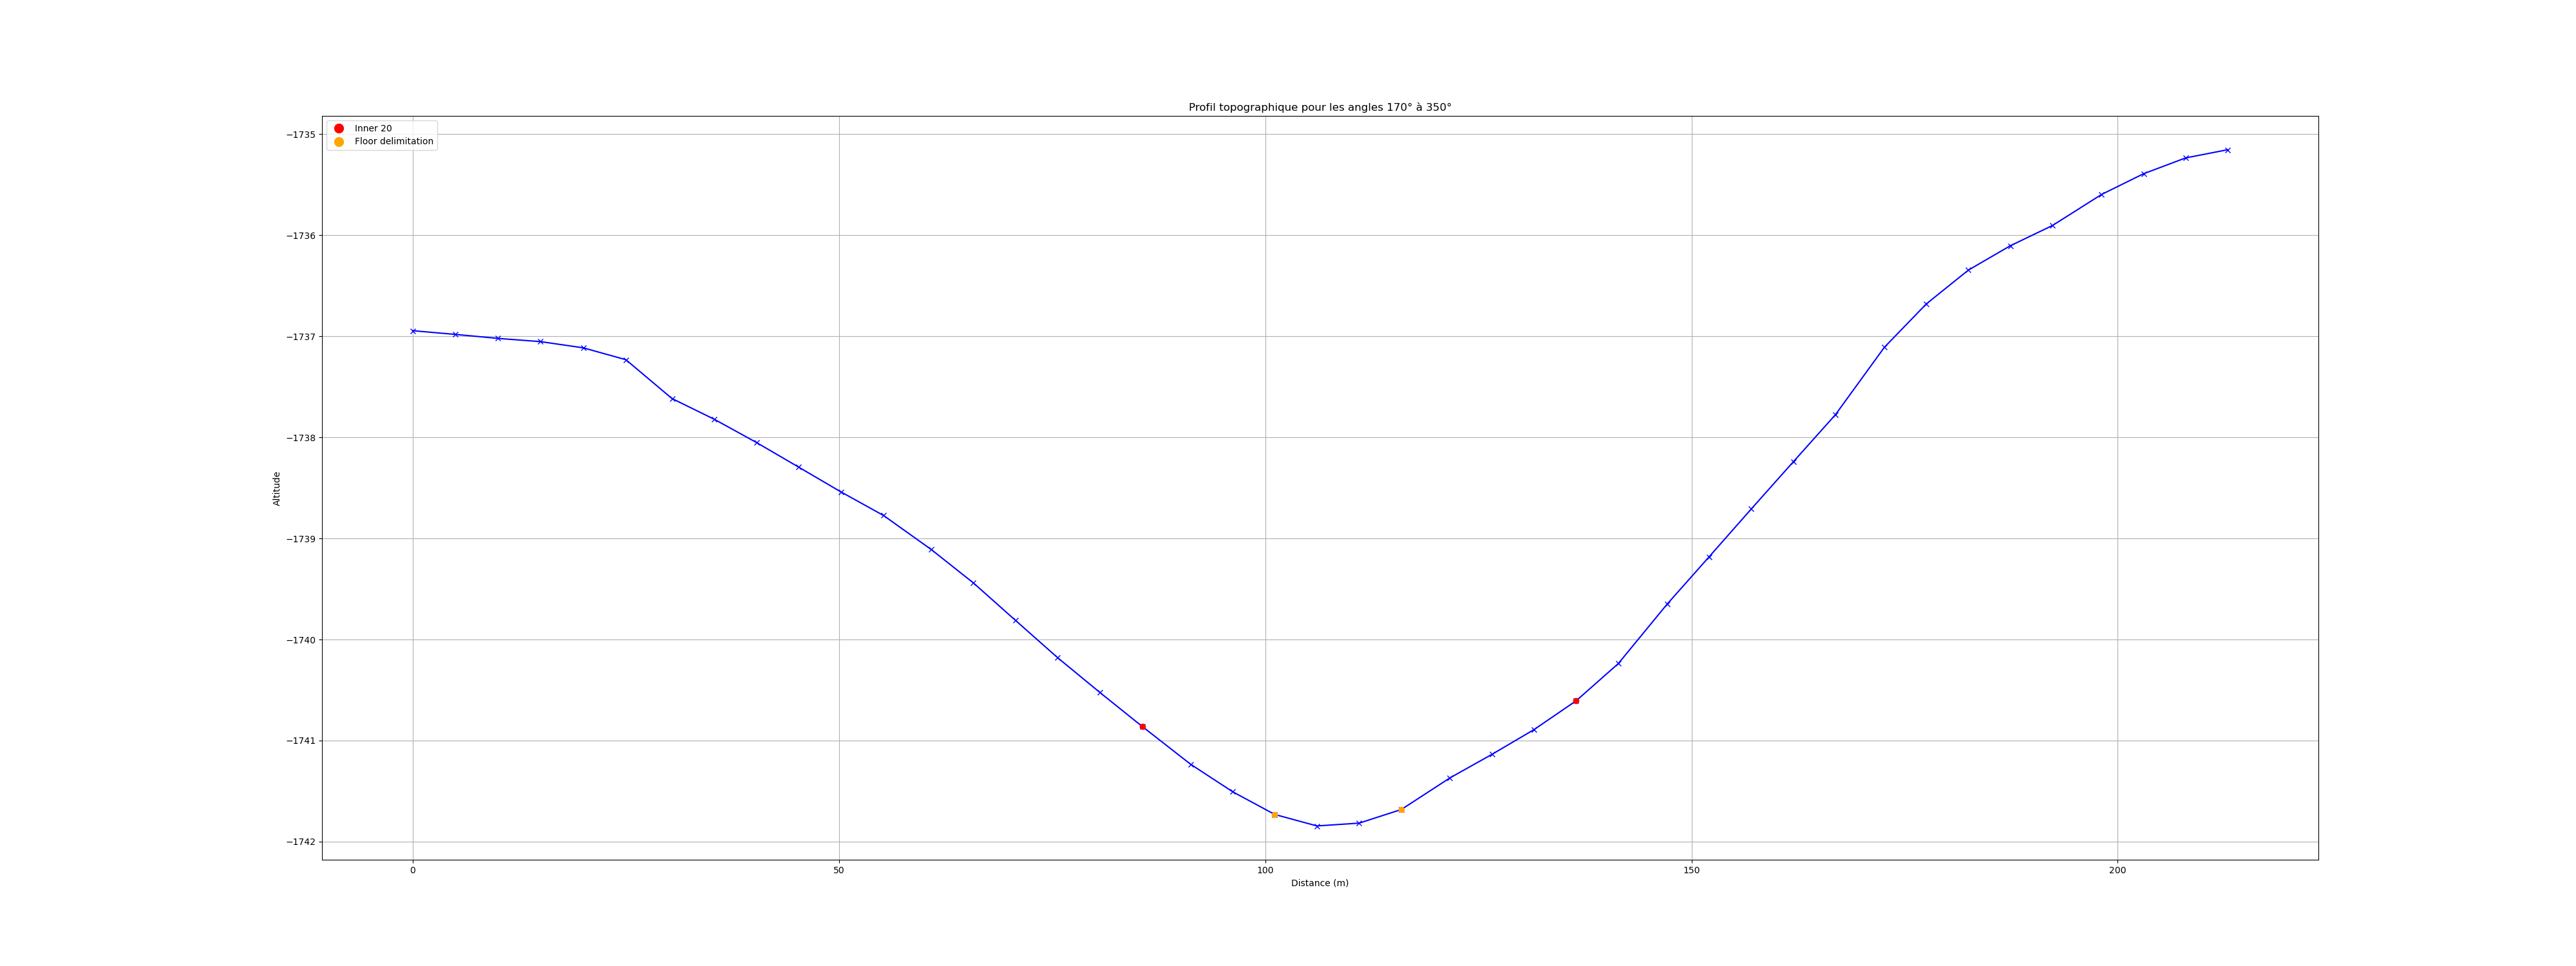 Profil topographique pour les angles 170° à 350°
Inner 20
Floor delimitation
−1735
−1736
−1737
−1738
−1739
−1740
−1741
−1742
Altitude
0 50 100 150 200
Distance (m)